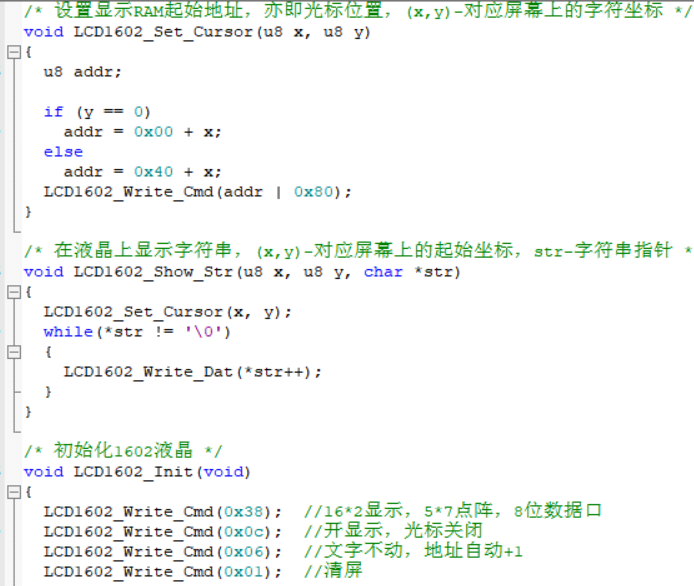 /* 设置显示RAM起始地址，亦即光标位置，(x,y)-对应屏幕上的字符坐标 */
void LCD1602_Set_Cursor(u8 x, u8 y)
{
  u8 addr;
  if (y == 0)
    addr = 0x00 + x;
  else
    addr = 0x40 + x;
  LCD1602_Write_Cmd(addr | 0x80);
}
/* 在液晶上显示字符串，(x,y)-对应屏幕上的起始坐标，str-字符串指针 *
void LCD1602_Show_Str(u8 x, u8 y, char *str)
{
  LCD1602_Set_Cursor(x, y);
  while(*str != '\0')
  {
    LCD1602_Write_Dat(*str++);
  }
}
/* 初始化1602液晶 */
void LCD1602_Init(void)
{
  LCD1602_Write_Cmd(0x38);  //16*2显示，5*7点阵，8位数据口
  LCD1602_Write_Cmd(0x0c);  //开显示，光标关闭
  LCD1602_Write_Cmd(0x06);  //文字不动，地址自动+1
  LCD1602_Write_Cmd(0x01);  //清屏